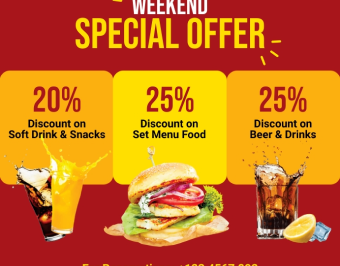 WEEKEND
SPECIAL OFFER
20%
Discount on
Soft Drink & Snacks
25%
Discount on
Set Menu Food
25%
Discount on
Beer & Drinks